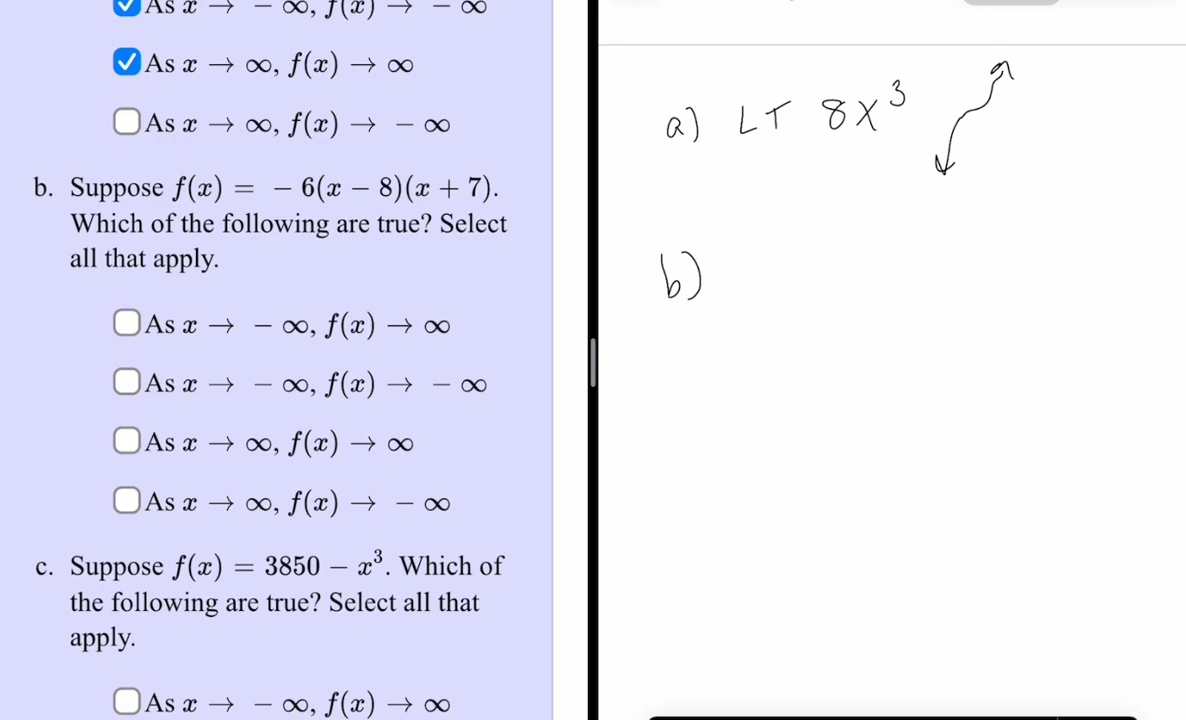 As x → − ∞, f(x) → − ∞
As x → ∞, f(x) → ∞
As x → ∞, f(x) → − ∞
b. Suppose f(x) = − 6(x − 8)(x + 7).
Which of the following are true? Select
all that apply.
As x → − ∞, f(x) → ∞
As x → − ∞, f(x) → − ∞
As x → ∞, f(x) → ∞
As x → ∞, f(x) → − ∞
c. Suppose f(x) = 3850 − x³. Which of
the following are true? Select all that
apply.
As x → − ∞, f(x) → ∞
a) LT 8x³
b)